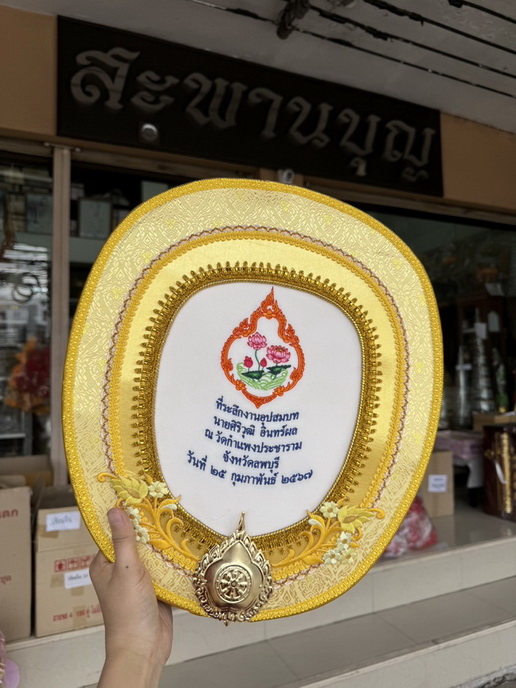 สะพานบุญ
ที่ระลึกงานอุปสมบท
นายศิริวุฒิ อินทรีผล
ณ วัดกำแพงประชาราม
จังหวัดลพบุรี
วันที่ ๒๕ กุมภาพันธ์ ๒๕๖๗